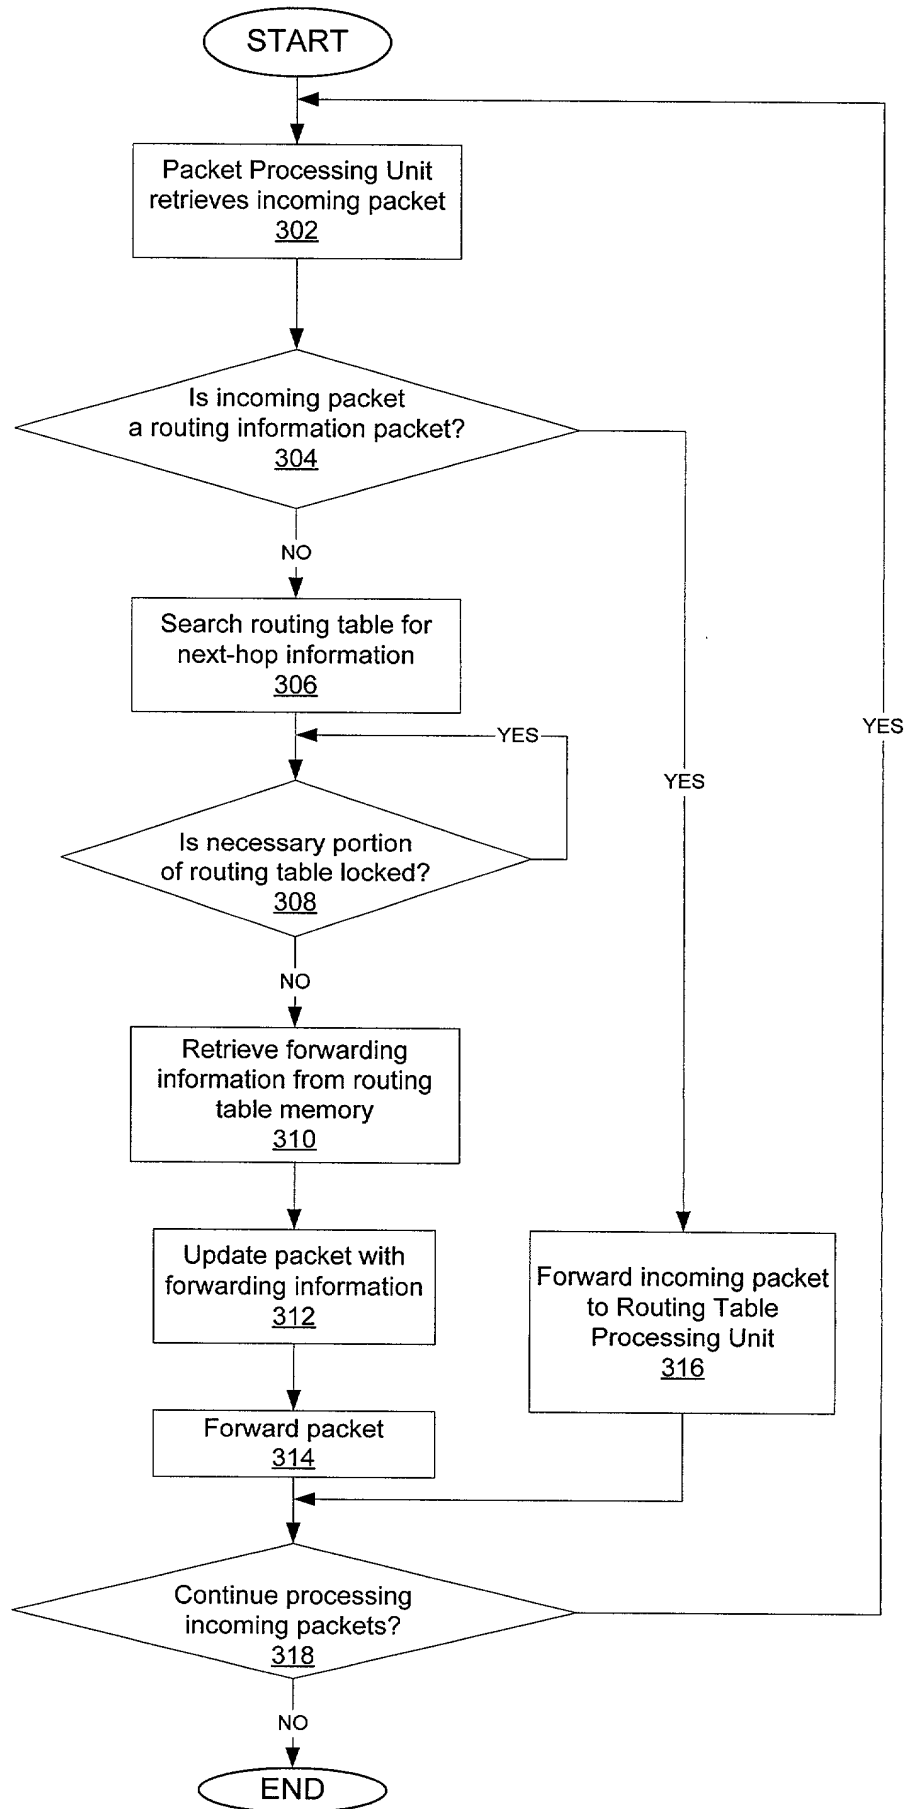 START
Packet Processing Unit
retrieves incoming packet
302
Is incoming packet
a routing information packet?
304
NO
Search routing table for
next-hop information
306
YES
YES
YES
Is necessary portion
of routing table locked?
308
NO
Retrieve forwarding
information from routing
table memory
310
Update packet with
forwarding information
312
Forward incoming packet
to Routing Table
Processing Unit
316
Forward packet
314
Continue processing
incoming packets?
318
NO
END